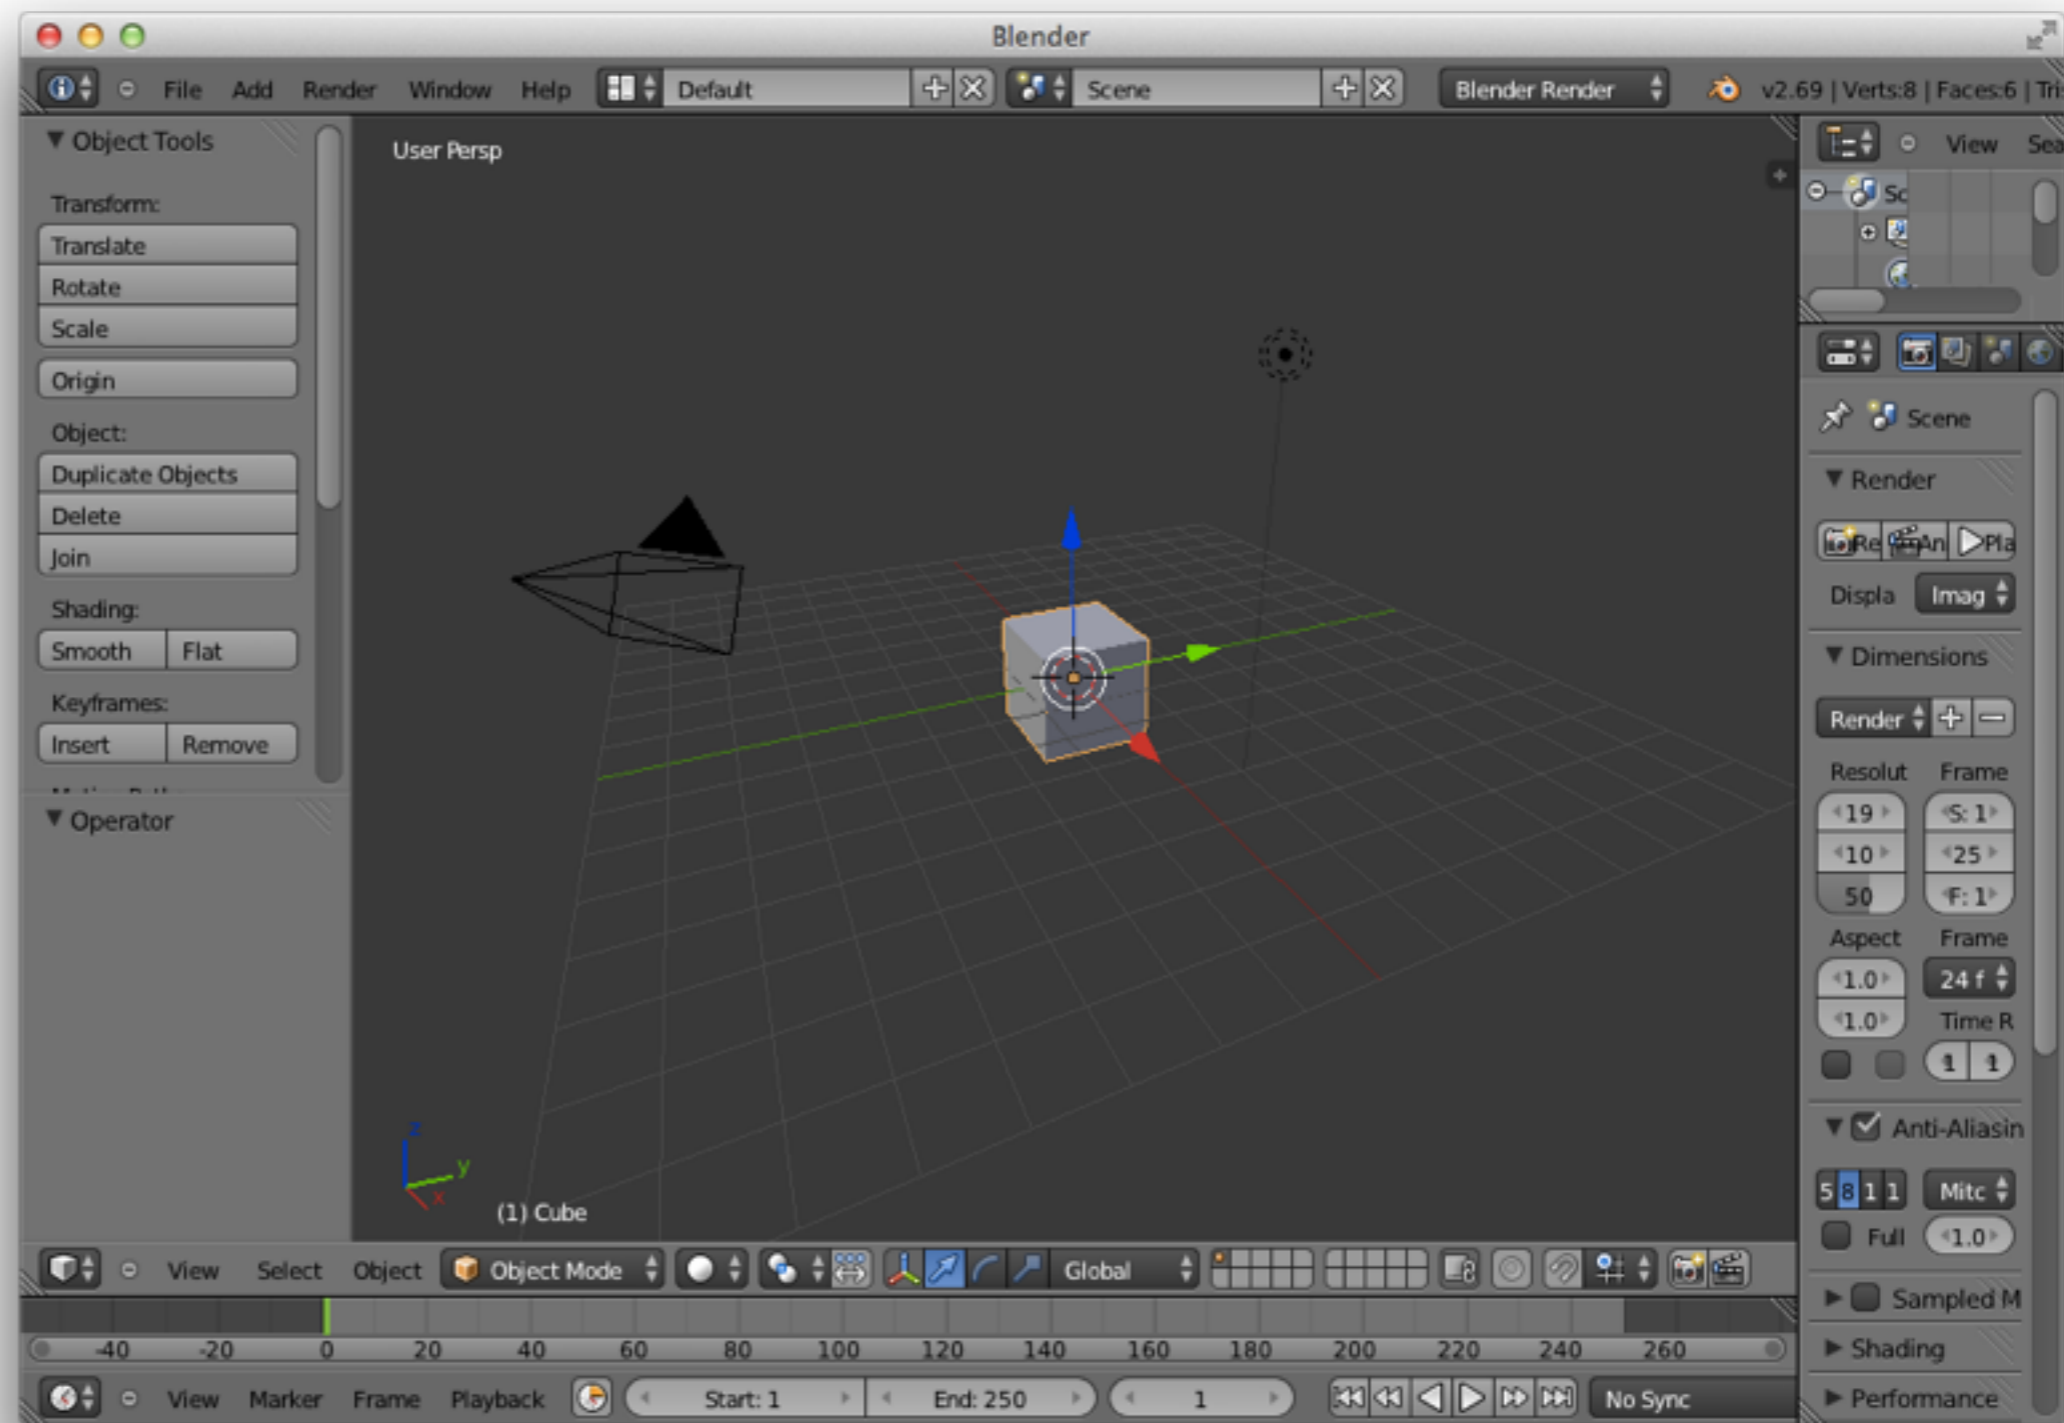 Blender
File Add Render Window Help Default Scene Blender Render v2.69 | Verts:8 | Faces:6 | Tri
Object Tools
Transform:
Translate
Rotate
Scale
Origin
Object:
Duplicate Objects
Delete
Join
Shading:
Smooth Flat
Keyframes:
Insert Remove
Operator
User Persp
z
y
x
(1) Cube
View Select Object Object Mode Global
-40 -20 0 20 40 60 80 100 120 140 160 180 200 220 240 260
View Marker Frame Playback Start: 1 End: 250 1 No Sync
View Sea
Sc
Scene
Render
Re An Pla
Displa Imag
Dimensions
Render
Resolut Frame
19 S: 1
10 25
50 F: 1
Aspect Frame
1.0 24 f
1.0 Time R
1 1
Anti-Aliasin
5 8 1 1 Mitc
Full 1.0
Sampled M
Shading
Performance